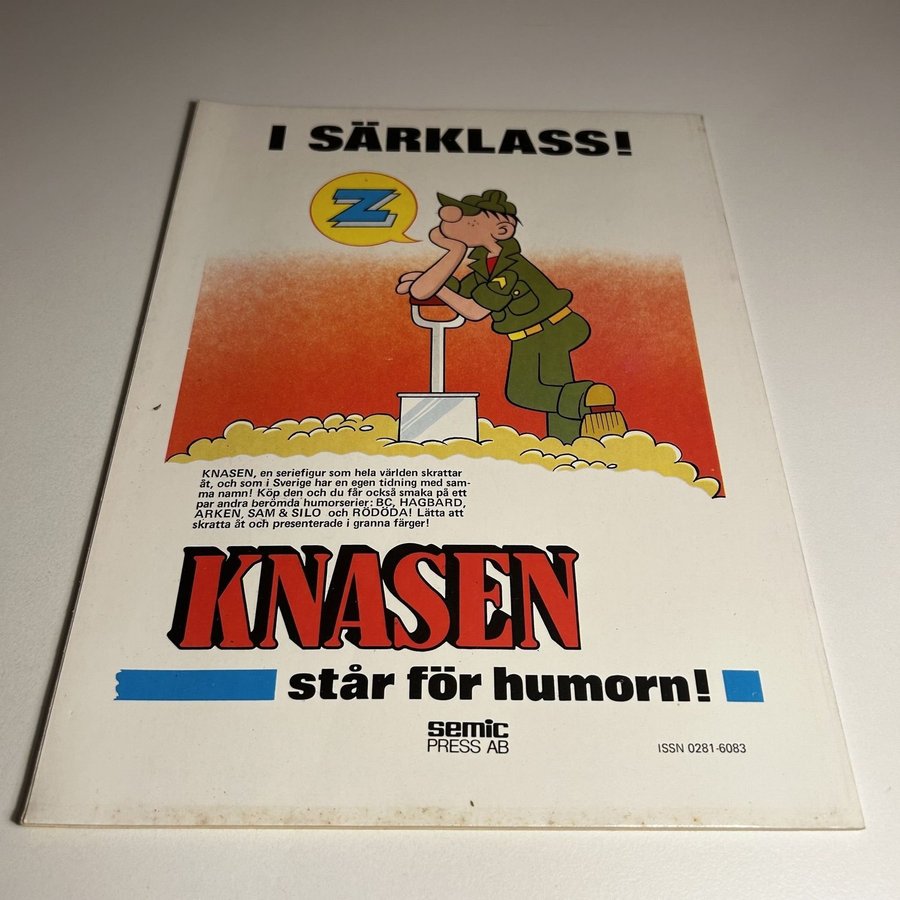 I SÄRKLASS!
Z
KNASEN, en seriefigur som hela världen skrattar
åt, och som i Sverige har en egen tidning med sam-
ma namn! Köp den och du får också smaka på ett
par andra berömda humorserier: BC, HAGBARD,
ARKEN, SAM & SILO och RÖDÖDA! Lätta att
skratta åt och presenterade i granna färger!
KNASEN
står för humorn!
semic
PRESS AB
ISSN 0281-6083